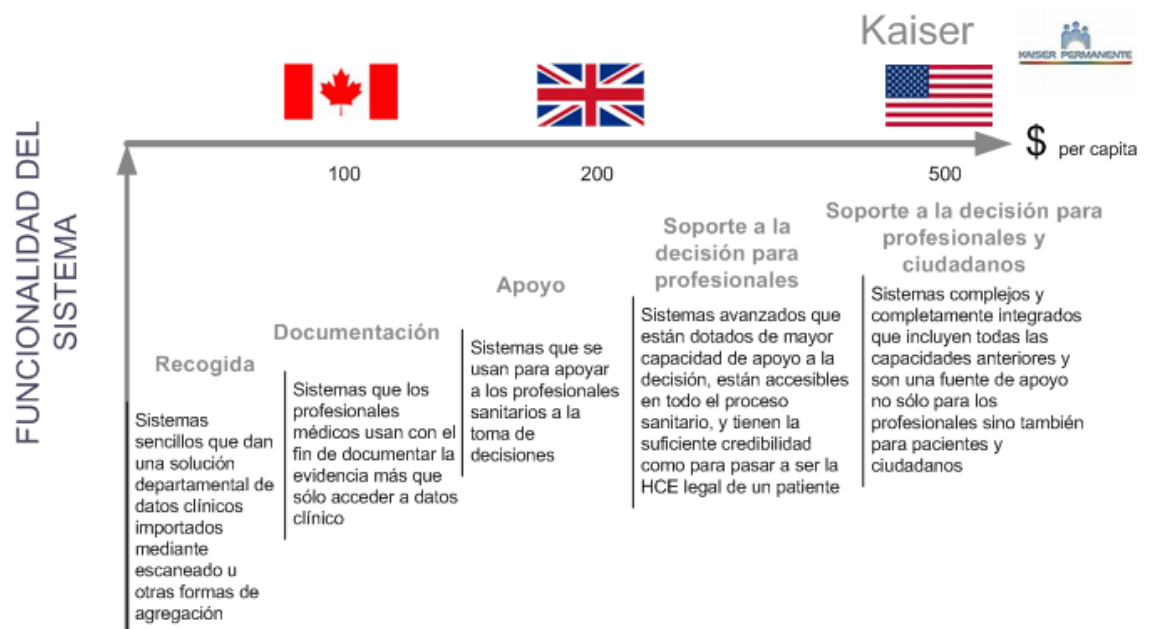 Kaiser
KAISER PERMANENTE
FUNCIONALIDAD DEL
SISTEMA
$ per capita
100
200
500
Recogida
Sistemas
sencillos que dan
una solución
departamental de
datos clínicos
importados
mediante
escaneado u
otras formas de
agregación
Documentación
Sistemas que los
profesionales
médicos usan con el
fin de documentar la
evidencia más que
sólo acceder a datos
clínico
Apoyo
Sistemas que se
usan para apoyar
a los profesionales
sanitarios a la
toma de
decisiones
Soporte a la
decisión para
profesionales
Sistemas avanzados que
están dotados de mayor
capacidad de apoyo a la
decisión, están accesibles
en todo el proceso
sanitario, y tienen la
suficiente credibilidad
como para pasar a ser la
HCE legal de un patiente
Soporte a la decisión para
profesionales y
ciudadanos
Sistemas complejos y
completamente integrados
que incluyen todas las
capacidades anteriores y
son una fuente de apoyo
no sólo para los
profesionales sino también
para pacientes y
ciudadanos